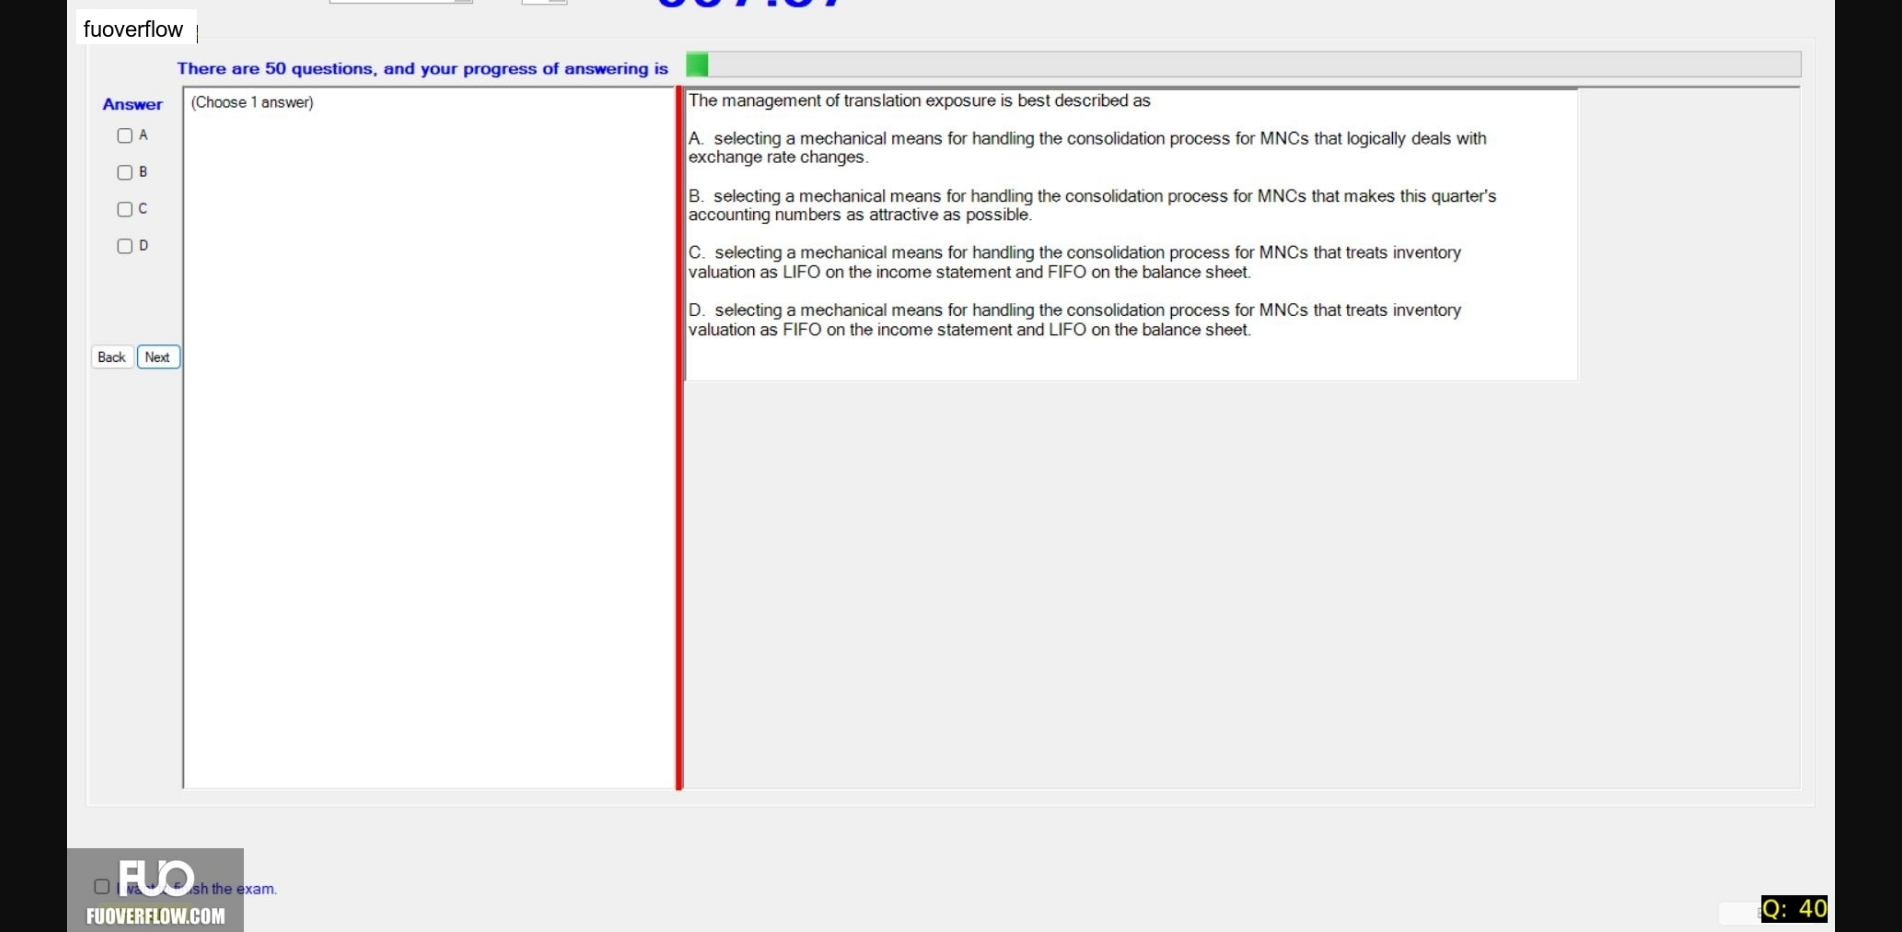 fuoverflow
There are 50 questions, and your progress of answering is
Answer
(Choose 1 answer)
A
B
C
D
Back Next
The management of translation exposure is best described as
A. selecting a mechanical means for handling the consolidation process for MNCs that logically deals with
exchange rate changes.
B. selecting a mechanical means for handling the consolidation process for MNCs that makes this quarter's
accounting numbers as attractive as possible.
C. selecting a mechanical means for handling the consolidation process for MNCs that treats inventory
valuation as LIFO on the income statement and FIFO on the balance sheet.
D. selecting a mechanical means for handling the consolidation process for MNCs that treats inventory
valuation as FIFO on the income statement and LIFO on the balance sheet.
FUO
the exam.
FUOVERFLOW.COM
Q: 40